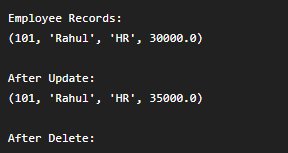 Employee Records:
(101, 'Rahul', 'HR', 30000.0)
After Update:
(101, 'Rahul', 'HR', 35000.0)
After Delete: